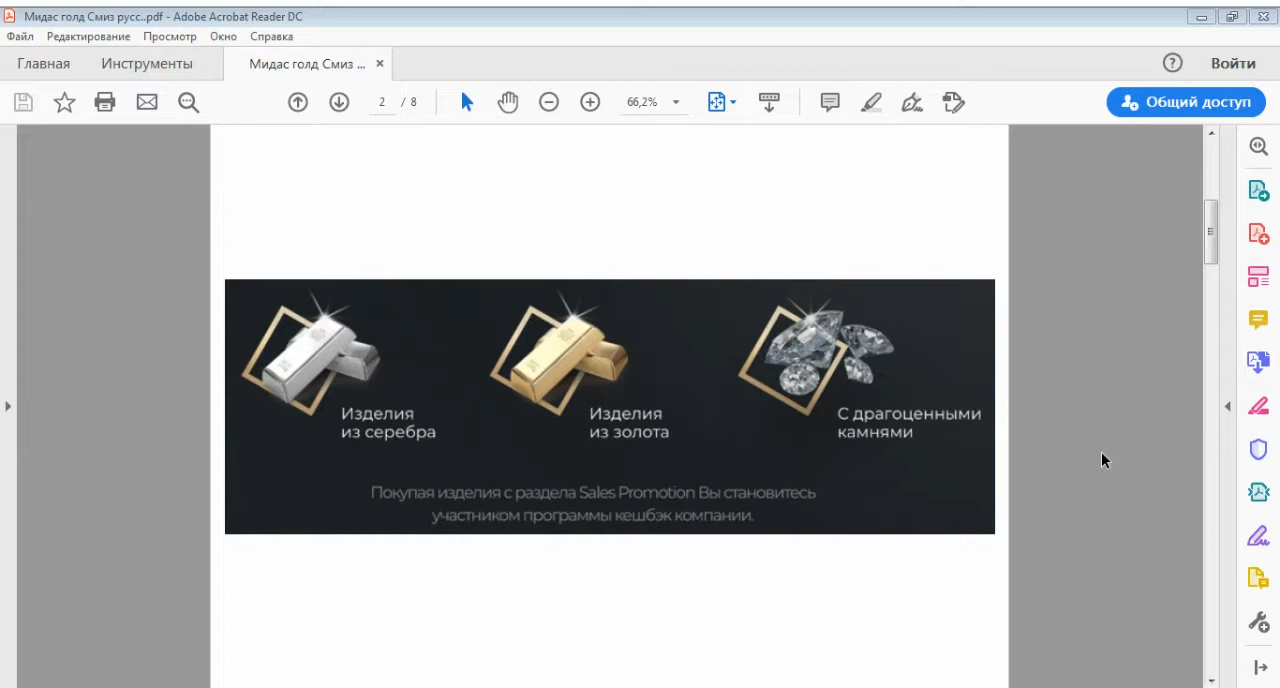 Мидас голд Смиз русс..pdf - Adobe Acrobat Reader DC
Файл Редактирование Просмотр Окно Справка
Главная Инструменты Мидас голд Смиз ... × Войти
2 / 8 66,2% Общий доступ
Изделия
из серебра
Изделия
из золота
С драгоценными
камнями
Покупая изделия с раздела Sales Promotion Вы становитесь
участником программы кешбэк компании.